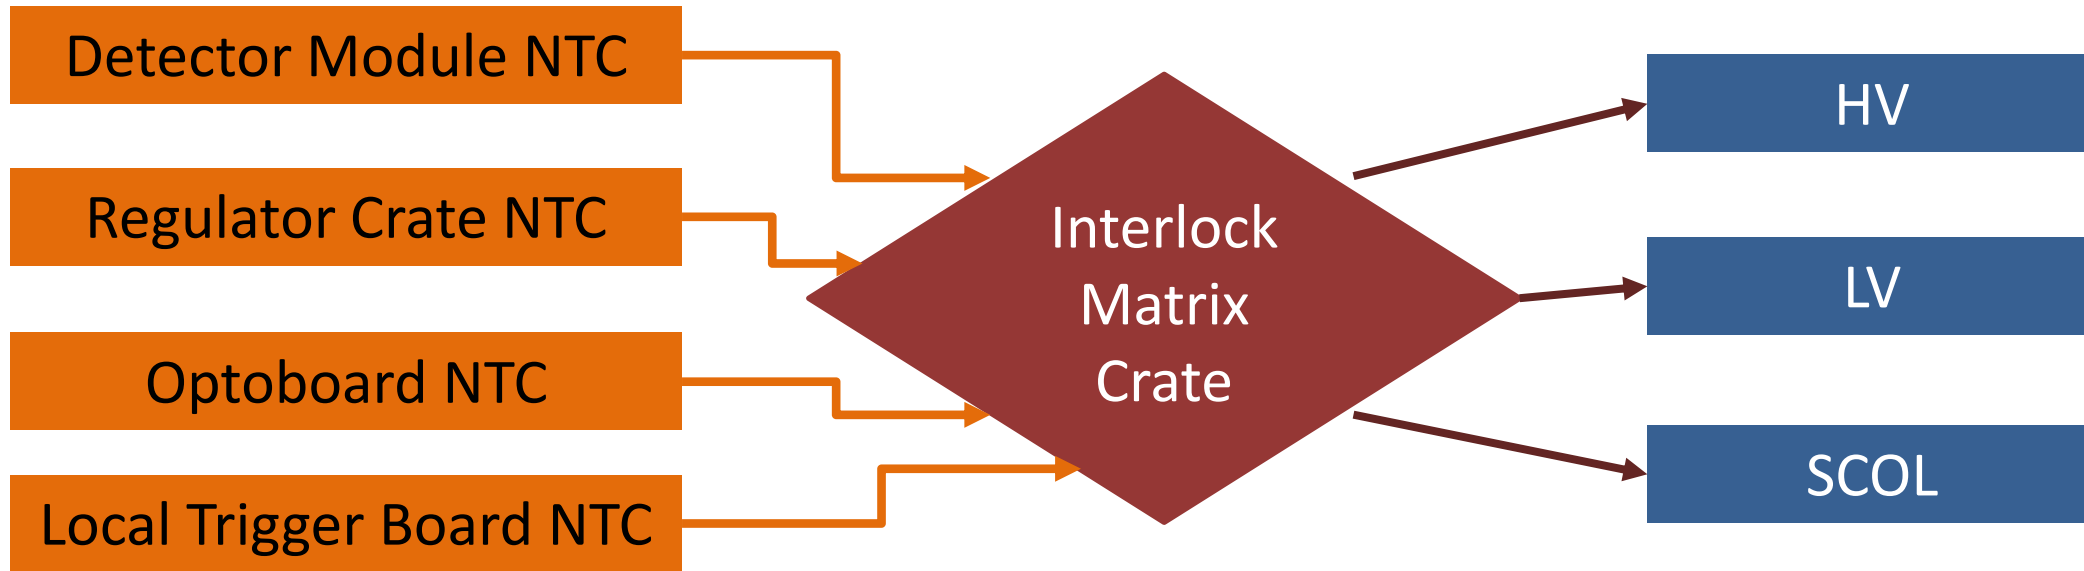 Detector Module NTC
Regulator Crate NTC
Optoboard NTC
Local Trigger Board NTC
Interlock
Matrix
Crate
HV
LV
SCOL